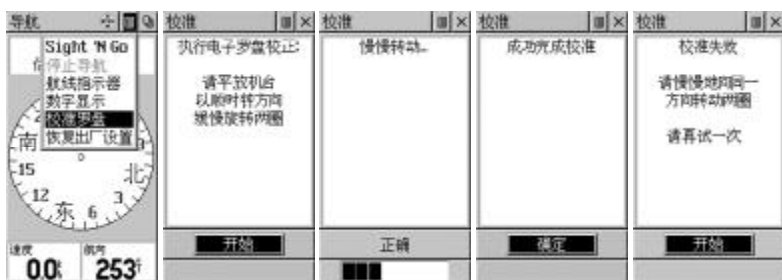 导航
Sight 'N Go
停止导航
航线指示器
数字显示
校准罗盘
恢复出厂设置
南
北
15
12
东
6
3
速度
0.0
航向
253
校准
执行电子罗盘校正:
请平放机台
以顺时转方向
缓慢旋转两圈
开始
校准
慢慢转动..
正确
校准
成功完成校准
确定
校准
校准失败
请慢慢地向同一
方向转动两圈
请再试一次
开始